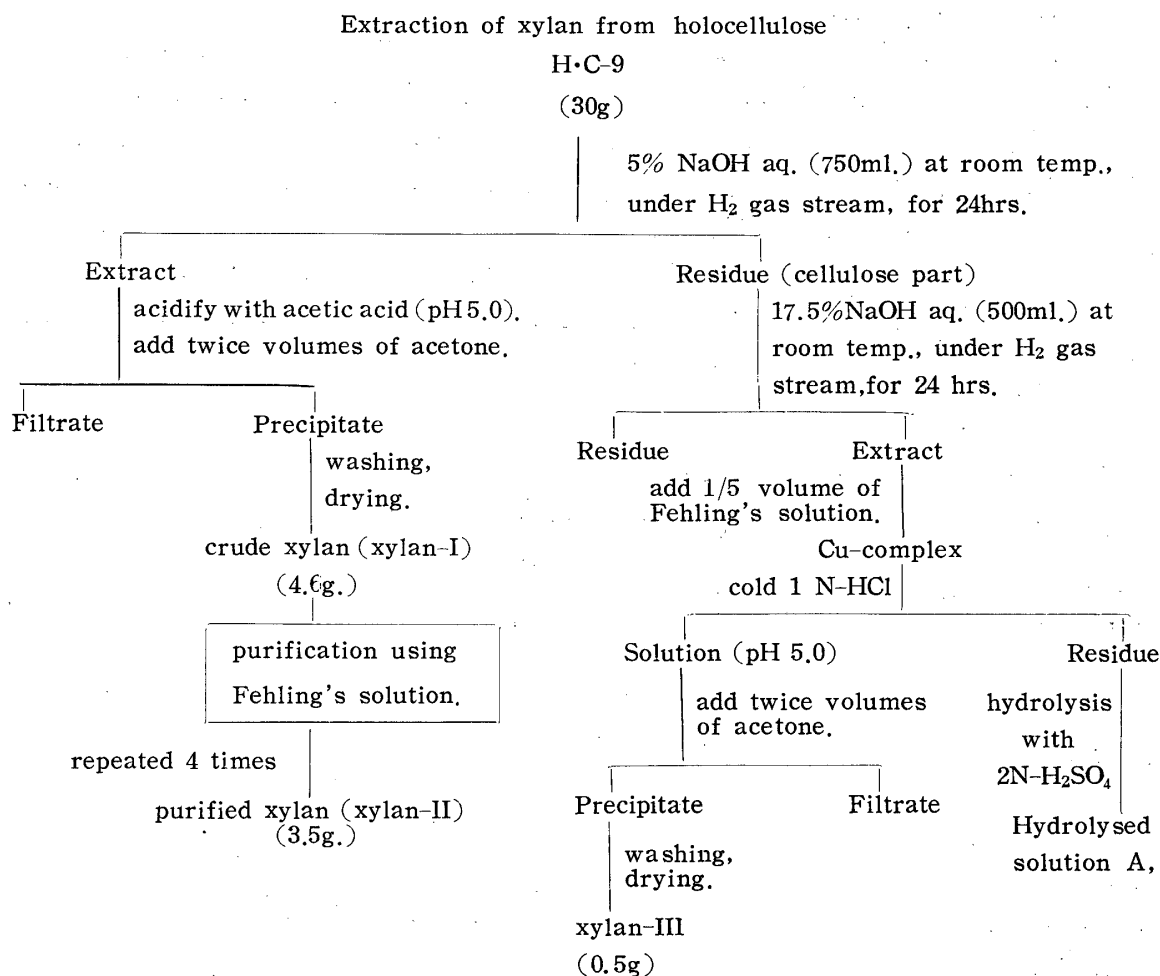 Extraction of xylan from holocellulose
H•C-9
(30g)
5% NaOH aq. (750ml.) at room temp.,
under H₂ gas stream, for 24hrs.
Extract
acidify with acetic acid (pH 5.0).
add twice volumes of acetone.
Filtrate
Precipitate
washing,
drying.
crude xylan (xylan-I)
(4.6g.)
purification using
Fehling's solution.
repeated 4 times
purified xylan (xylan-II)
(3.5g.)
Residue (cellulose part)
17.5%NaOH aq. (500ml.) at
room temp., under H₂ gas
stream,for 24 hrs.
Residue
Extract
add 1/5 volume of
Fehling's solution.
Cu-complex
cold 1 N-HCl
Solution (pH 5.0)
add twice volumes
of acetone.
Precipitate
Filtrate
washing,
drying.
xylan-III
(0.5g)
Residue
hydrolysis
with
2N-H₂SO₄
Hydrolysed
solution A,